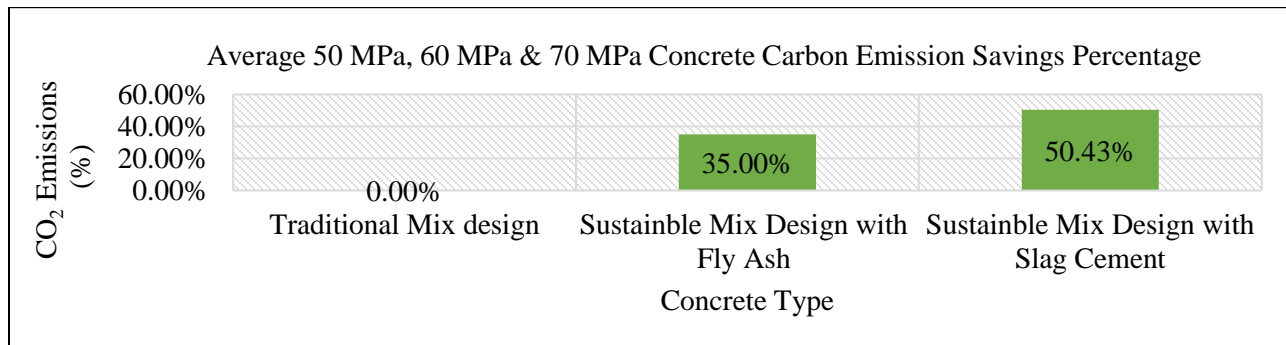 Average 50 MPa, 60 MPa & 70 MPa Concrete Carbon Emission Savings Percentage
CO₂ Emissions
(%)
60.00%
40.00%
20.00%
0.00%
0.00%
35.00%
50.43%
Traditional Mix design
Sustainble Mix Design with
Fly Ash
Sustainble Mix Design with
Slag Cement
Concrete Type